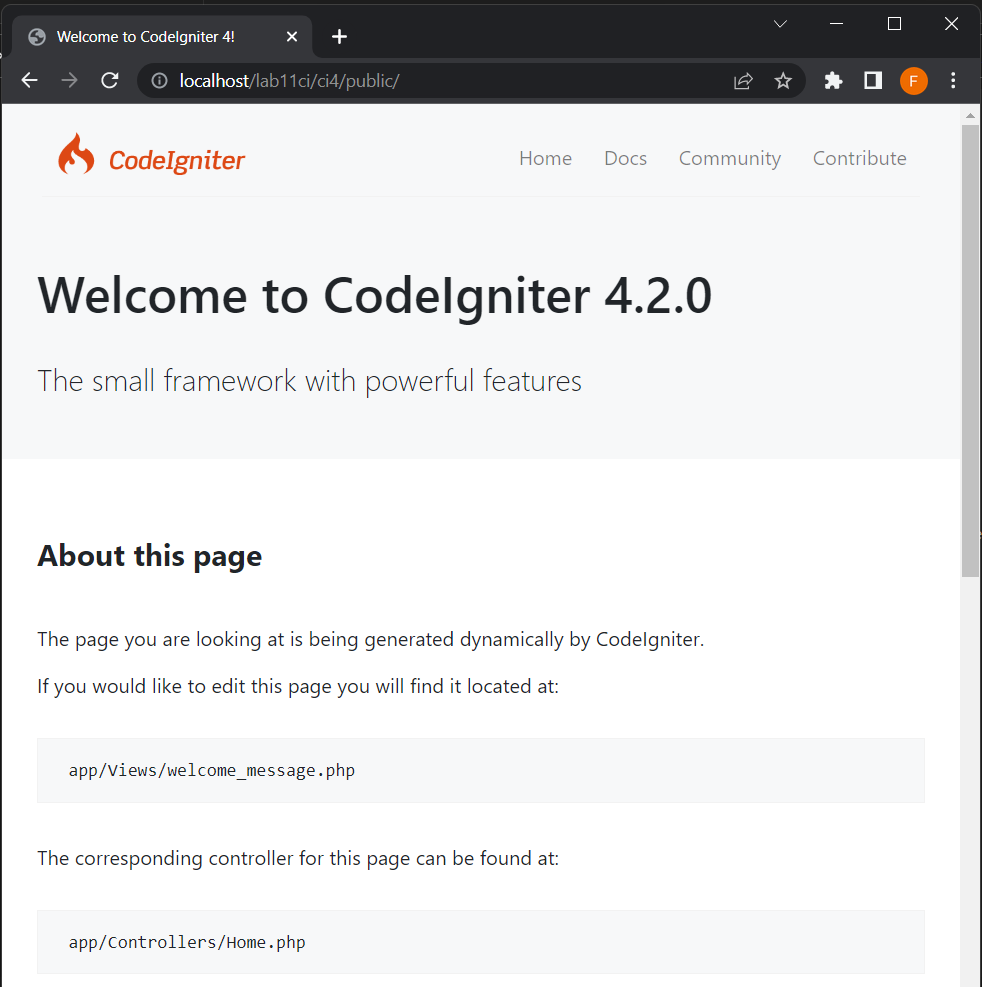 Welcome to CodeIgniter 4!
localhost/lab11ci/ci4/public/
F
CodeIgniter
Home Docs Community Contribute
Welcome to CodeIgniter 4.2.0
The small framework with powerful features
About this page
The page you are looking at is being generated dynamically by CodeIgniter.
If you would like to edit this page you will find it located at:
app/Views/welcome_message.php
The corresponding controller for this page can be found at:
app/Controllers/Home.php